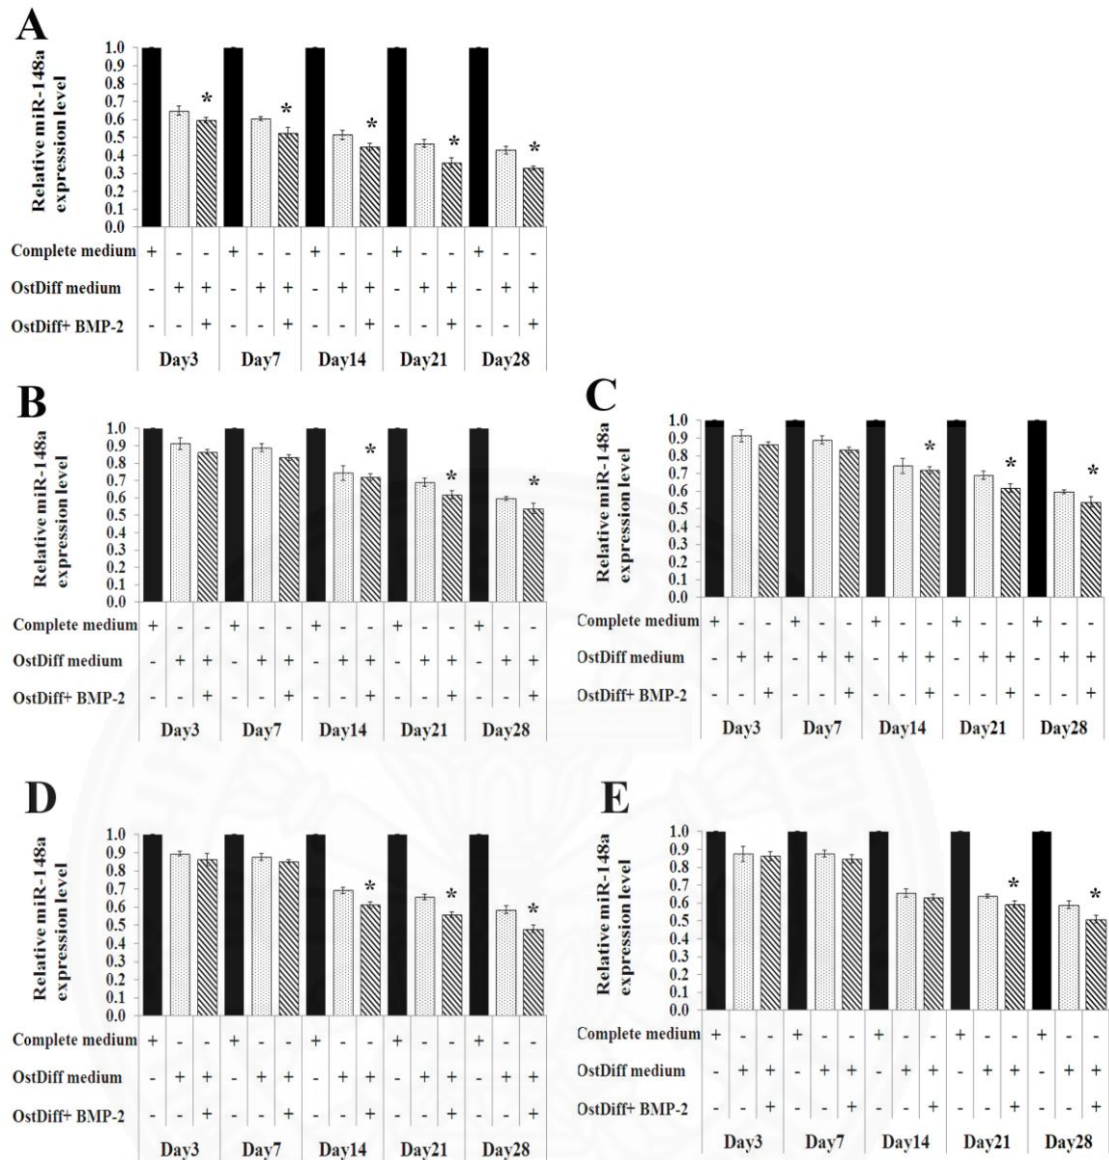 A
Relative miR-148a
expression level
1.0
0.9
0.8
0.7
0.6
0.5
0.4
0.3
0.2
0.1
0.0
* * * * *
Complete medium + - - + - - + - - + - - + - -
OstDiff medium - + + - + + - + + - + + - + +
OstDiff+ BMP-2 - - + - - + - - + - - + - - +
Day3 Day7 Day14 Day21 Day28
B
Relative miR-148a
expression level
1.0
0.9
0.8
0.7
0.6
0.5
0.4
0.3
0.2
0.1
0.0
* * *
Complete medium + - - + - - + - - + - - + - -
OstDiff medium - + + - + + - + + - + + - + +
OstDiff+ BMP-2 - - + - - + - - + - - + - - +
Day3 Day7 Day14 Day21 Day28
C
Relative miR-148a
expression level
1.0
0.9
0.8
0.7
0.6
0.5
0.4
0.3
0.2
0.1
0.0
* * *
Complete medium + - - + - - + - - + - - + - -
OstDiff medium - + + - + + - + + - + + - + +
OstDiff+ BMP-2 - - + - - + - - + - - + - - +
Day3 Day7 Day14 Day21 Day28
D
Relative miR-148a
expression level
1.0
0.9
0.8
0.7
0.6
0.5
0.4
0.3
0.2
0.1
0.0
* * *
Complete medium + - - + - - + - - + - - + - -
OstDiff medium - + + - + + - + + - + + - + +
OstDiff+ BMP-2 - - + - - + - - + - - + - - +
Day3 Day7 Day14 Day21 Day28
E
Relative miR-148a
expression level
1.0
0.9
0.8
0.7
0.6
0.5
0.4
0.3
0.2
0.1
0.0
* *
Complete medium + - - + - - + - - + - - + - -
OstDiff medium - + + - + + - + + - + + - + +
OstDiff+ BMP-2 - - + - - + - - + - - + - - +
Day3 Day7 Day14 Day21 Day28